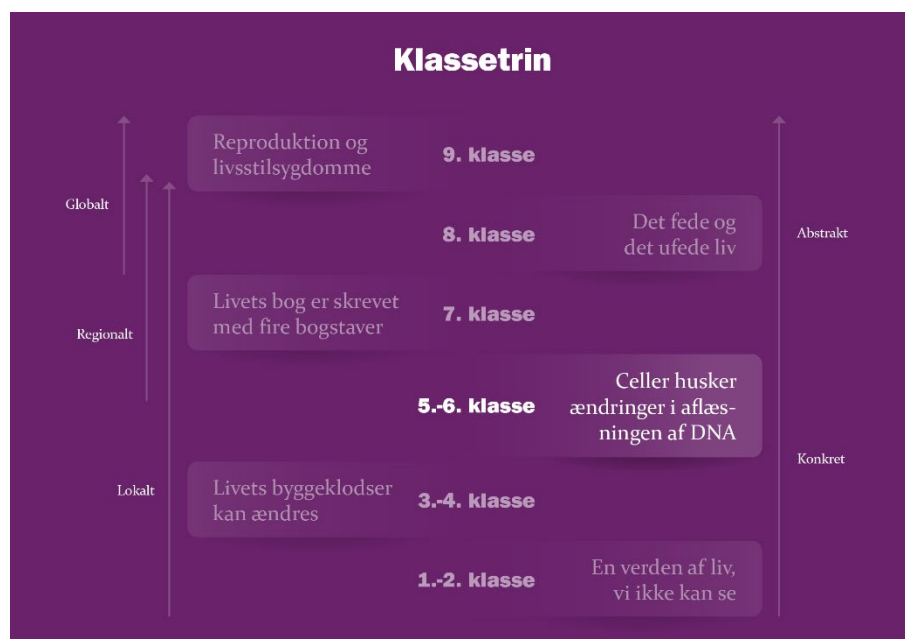 Klassetrin
Reproduktion og
livsstilsygdomme
9. klasse
Globalt
8. klasse
Det fede og
det ufede liv
Abstrakt
Livets bog er skrevet
med fire bogstaver
7. klasse
Regionalt
5.-6. klasse
Celler husker
ændringer i aflæs-
ningen af DNA
Konkret
Lokalt
Livets byggeklodser
kan ændres
3.-4. klasse
1.-2. klasse
En verden af liv,
vi ikke kan se